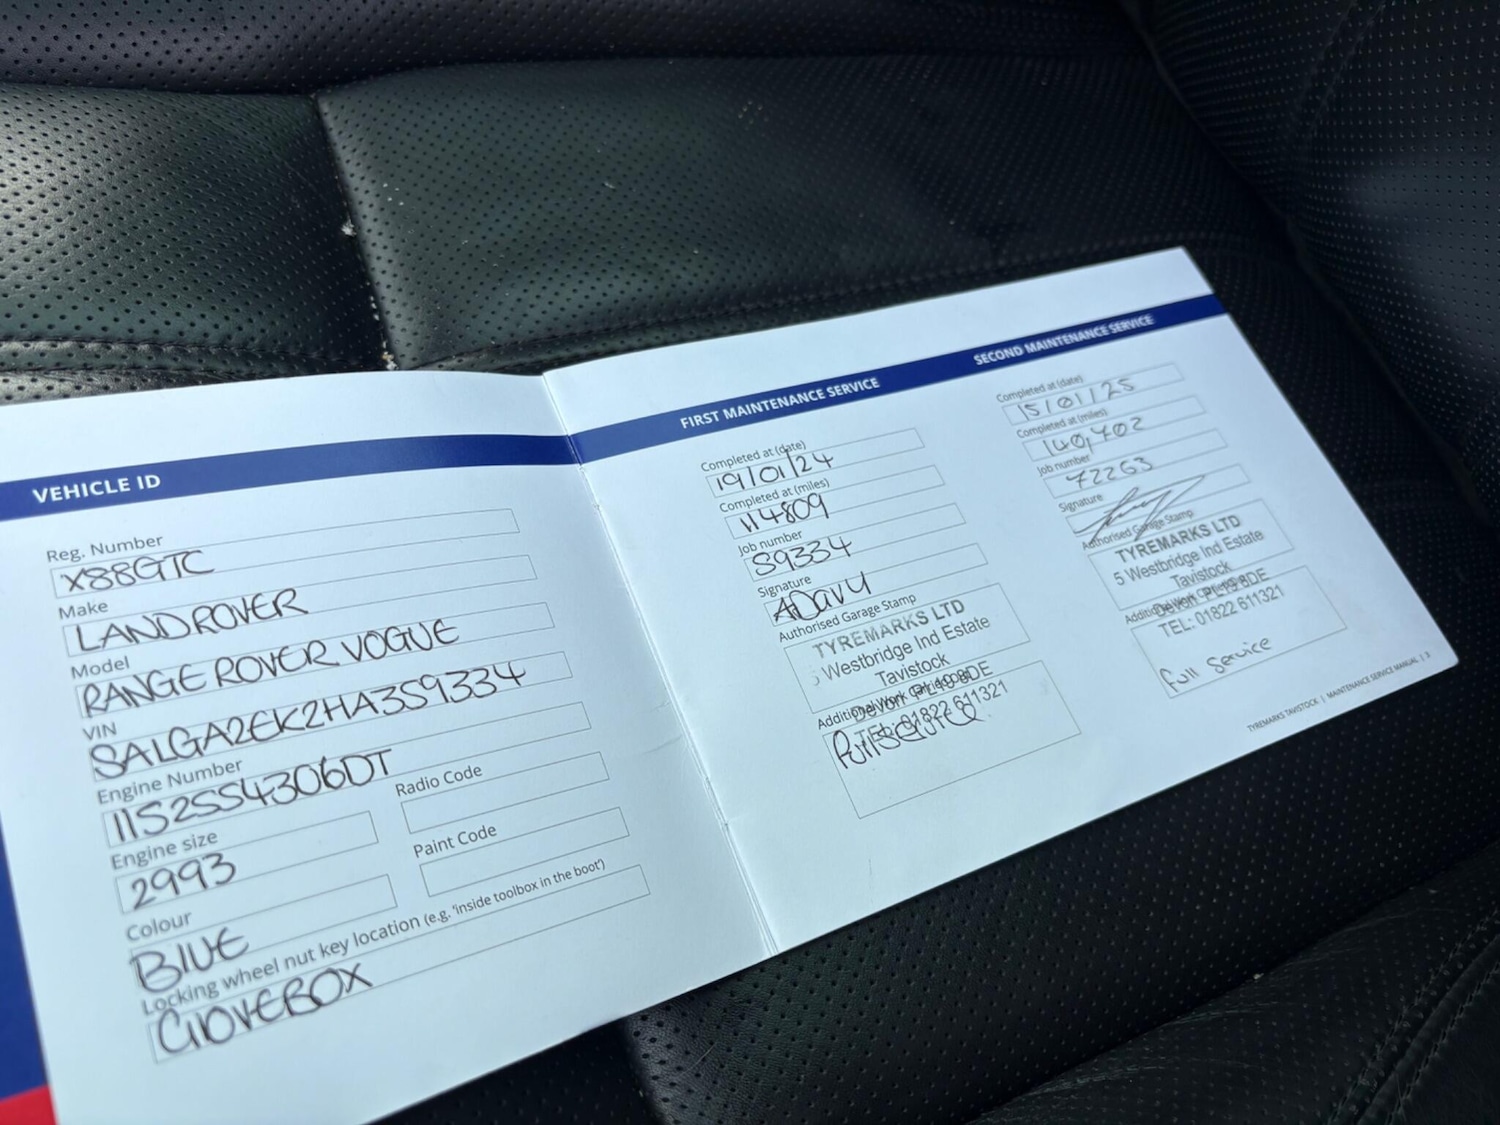 VEHICLE ID
Reg. Number
X88GTC
Make
LANDROVER
Model
RANGE ROVER VOGUE
VIN
SALGA2EK2HA359334
Engine Number
11S2SS4306DT
Engine size
2993
Radio Code
Colour
BLUE
Paint Code
Locking wheel nut key location (e.g. 'inside toolbox in the boot')
GLOVEBOX
FIRST MAINTENANCE SERVICE
Completed at (date)
19/01/24
Completed at (miles)
114809
Job number
S9334
Signature
ADavy
Authorised Garage Stamp
TYREMARKS LTD
5 Westbridge Ind Estate
Tavistock
Devon PL19 8DE
Additional Work Carried out
TEL: 01822 611321
Full Service
SECOND MAINTENANCE SERVICE
Completed at (date)
15/01/25
Completed at (miles)
140,402
Job number
72263
Signature
Authorised Garage Stamp
TYREMARKS LTD
5 Westbridge Ind Estate
Tavistock
Devon PL19 8DE
Additional Work Carried out
TEL: 01822 611321
Full Service
TYREMARKS TAVISTOCK | MAINTENANCE SERVICE MANUAL | 3